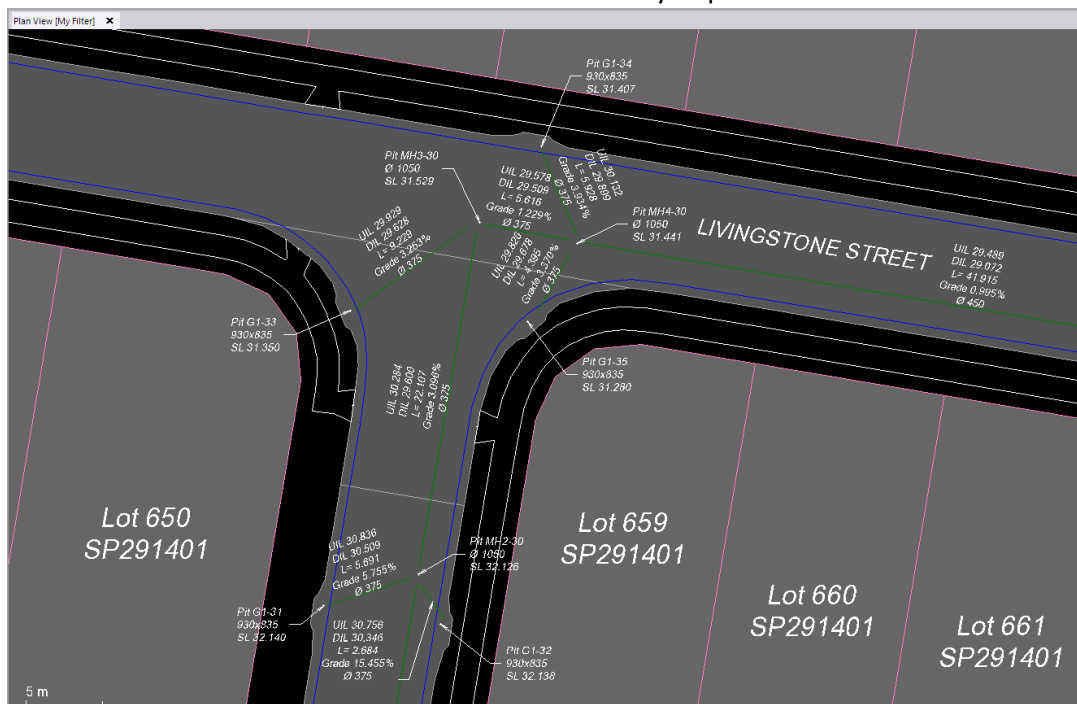 Plan View [My Filter]
Pit G1-34
930x835
SL 31.407
Pit MH3-30
Ø 1050
SL 31.529
UIL 30.132
DIL 29.899
L= 5.928
Grade 3.934%
Ø 375
UIL 29.578
DIL 29.509
L= 5.616
Grade 1.229%
Ø 375
Pit MH4-30
Ø 1050
SL 31.441
LIVINGSTONE STREET
UIL 29.489
DIL 29.072
L= 41.915
Grade 0.995%
Ø 450
UIL 29.929
DIL 29.628
L= 9.229
Grade 3.263%
Ø 375
UIL 29.826
DIL 29.678
L= 4.385
Grade 3.370%
Ø 375
Pit G1-33
930x835
SL 31.350
Pit G1-35
930x835
SL 31.280
UIL 30.284
DIL 29.600
L= 22.107
Grade 3.096%
Ø 375
Lot 650
SP291401
Lot 659
SP291401
UIL 30.836
DIL 30.509
L= 5.691
Grade 5.755%
Ø 375
Pit MH2-30
Ø 1050
SL 32.126
Pit G1-31
930x835
SL 32.140
UIL 30.756
DIL 30.346
L= 2.684
Grade 15.455%
Ø 375
Pit G1-32
930x835
SL 32.138
Lot 660
SP291401
Lot 661
SP291401
5 m